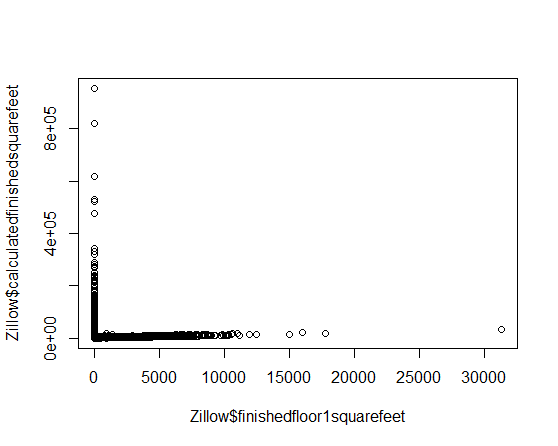 Zillow$calculatedfinishedsquarefeet
8e+05
4e+05
0e+00
0 5000 10000 15000 20000 25000 30000
Zillow$finishedfloor1squarefeet